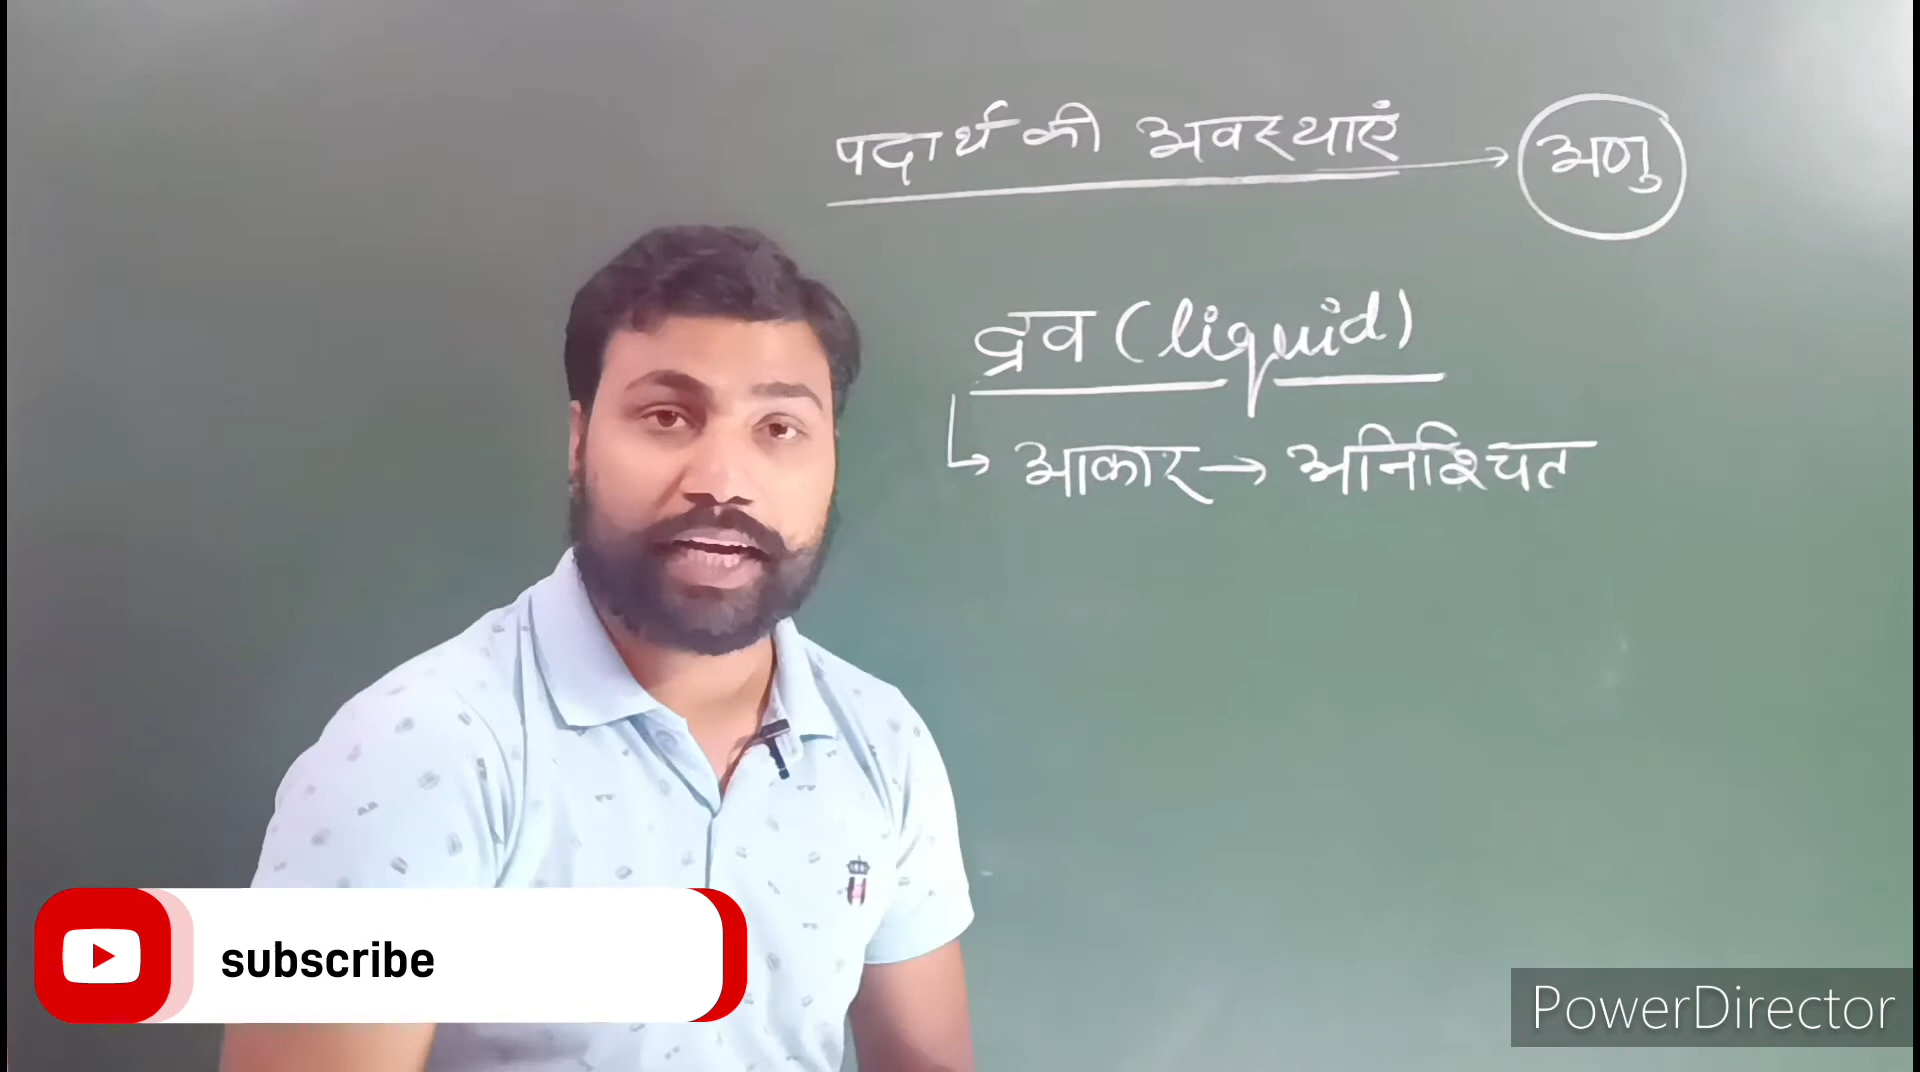 पदार्थ की अवस्थाएं → अणु
द्रव (liquid)
↳ आकार → अनिश्चित
subscribe
PowerDirector